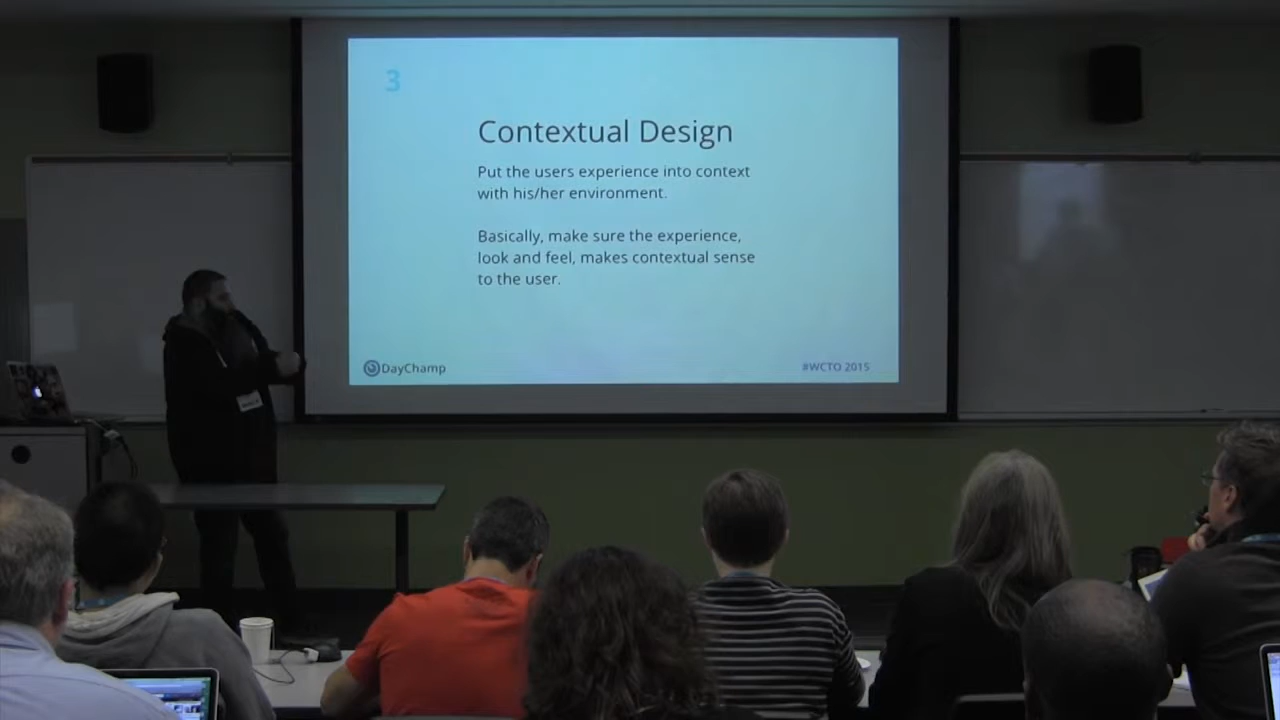 3
Contextual Design
Put the users experience into context
with his/her environment.
Basically, make sure the experience,
look and feel, makes contextual sense
to the user.
DayChamp
#WCTO 2015